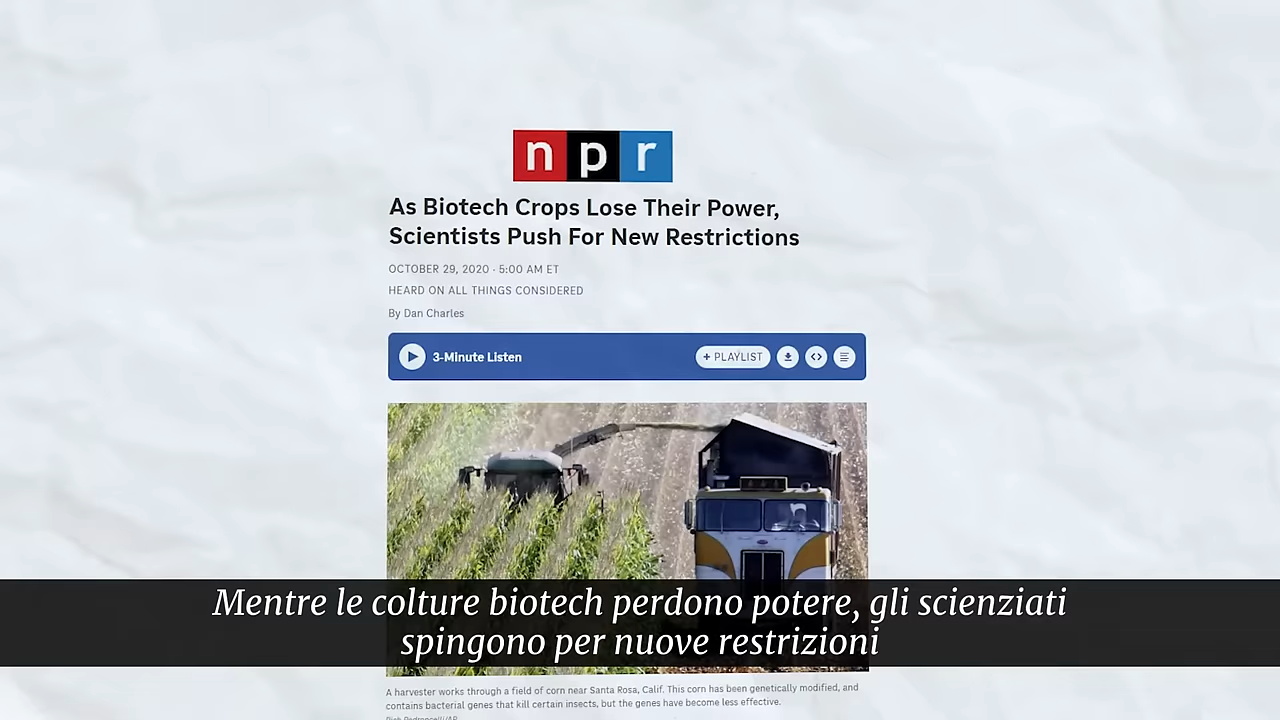 npr
As Biotech Crops Lose Their Power,
Scientists Push For New Restrictions
OCTOBER 29, 2020 · 5:00 AM ET
HEARD ON ALL THINGS CONSIDERED
By Dan Charles
3-Minute Listen
+ PLAYLIST
Mentre le colture biotech perdono potere, gli scienziati
spingono per nuove restrizioni
A harvester works through a field of corn near Santa Rosa, Calif. This corn has been genetically modified, and
contains bacterial genes that kill certain insects, but the genes have become less effective.